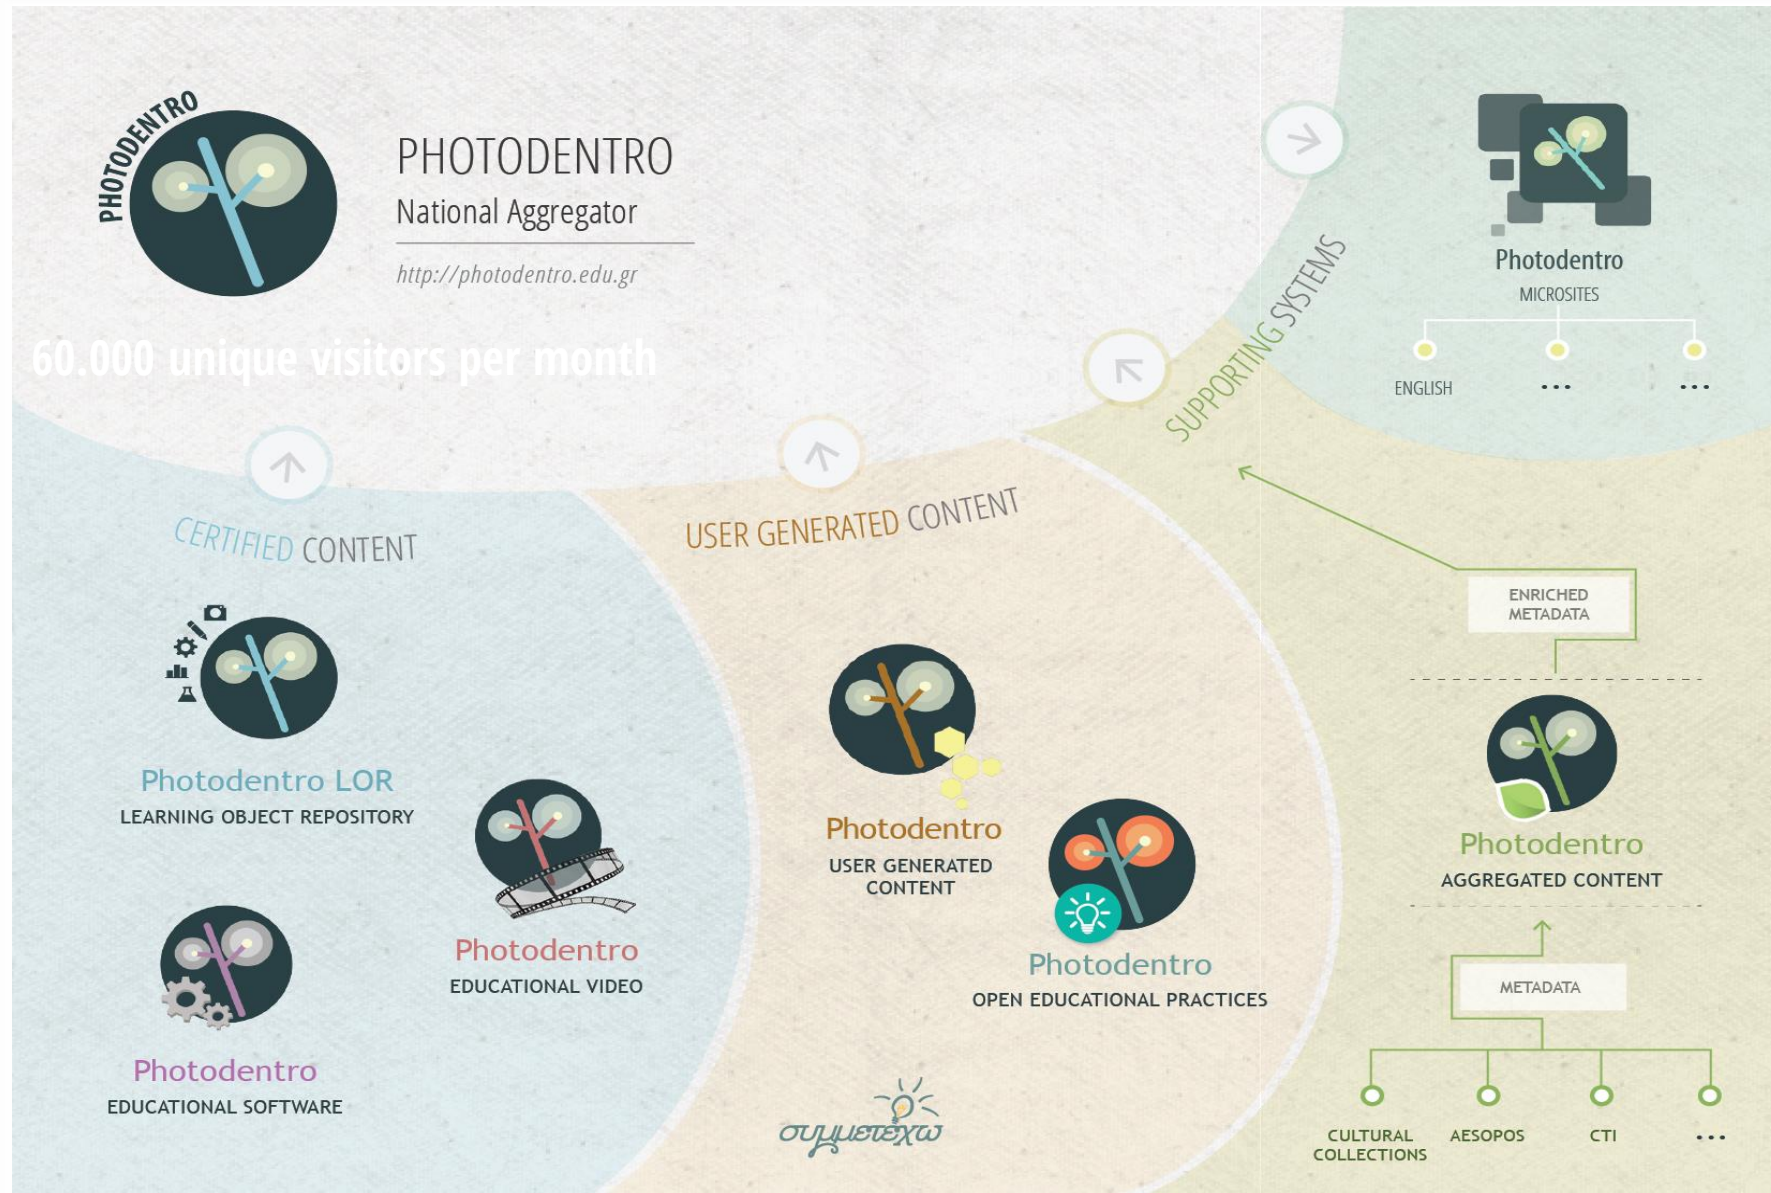 PHOTODENTRO
PHOTODENTRO
National Aggregator
http://photodentro.edu.gr
60.000 unique visitors per month
SUPPORTING SYSTEMS
Photodentro
MICROSITES
ENGLISH
...
...
CERTIFIED CONTENT
USER GENERATED CONTENT
Photodentro LOR
LEARNING OBJECT REPOSITORY
Photodentro
EDUCATIONAL VIDEO
Photodentro
EDUCATIONAL SOFTWARE
Photodentro
USER GENERATED
CONTENT
Photodentro
OPEN EDUCATIONAL PRACTICES
συμμετέχω
ENRICHED
METADATA
Photodentro
AGGREGATED CONTENT
METADATA
CULTURAL
COLLECTIONS
AESOPOS
CTI
...